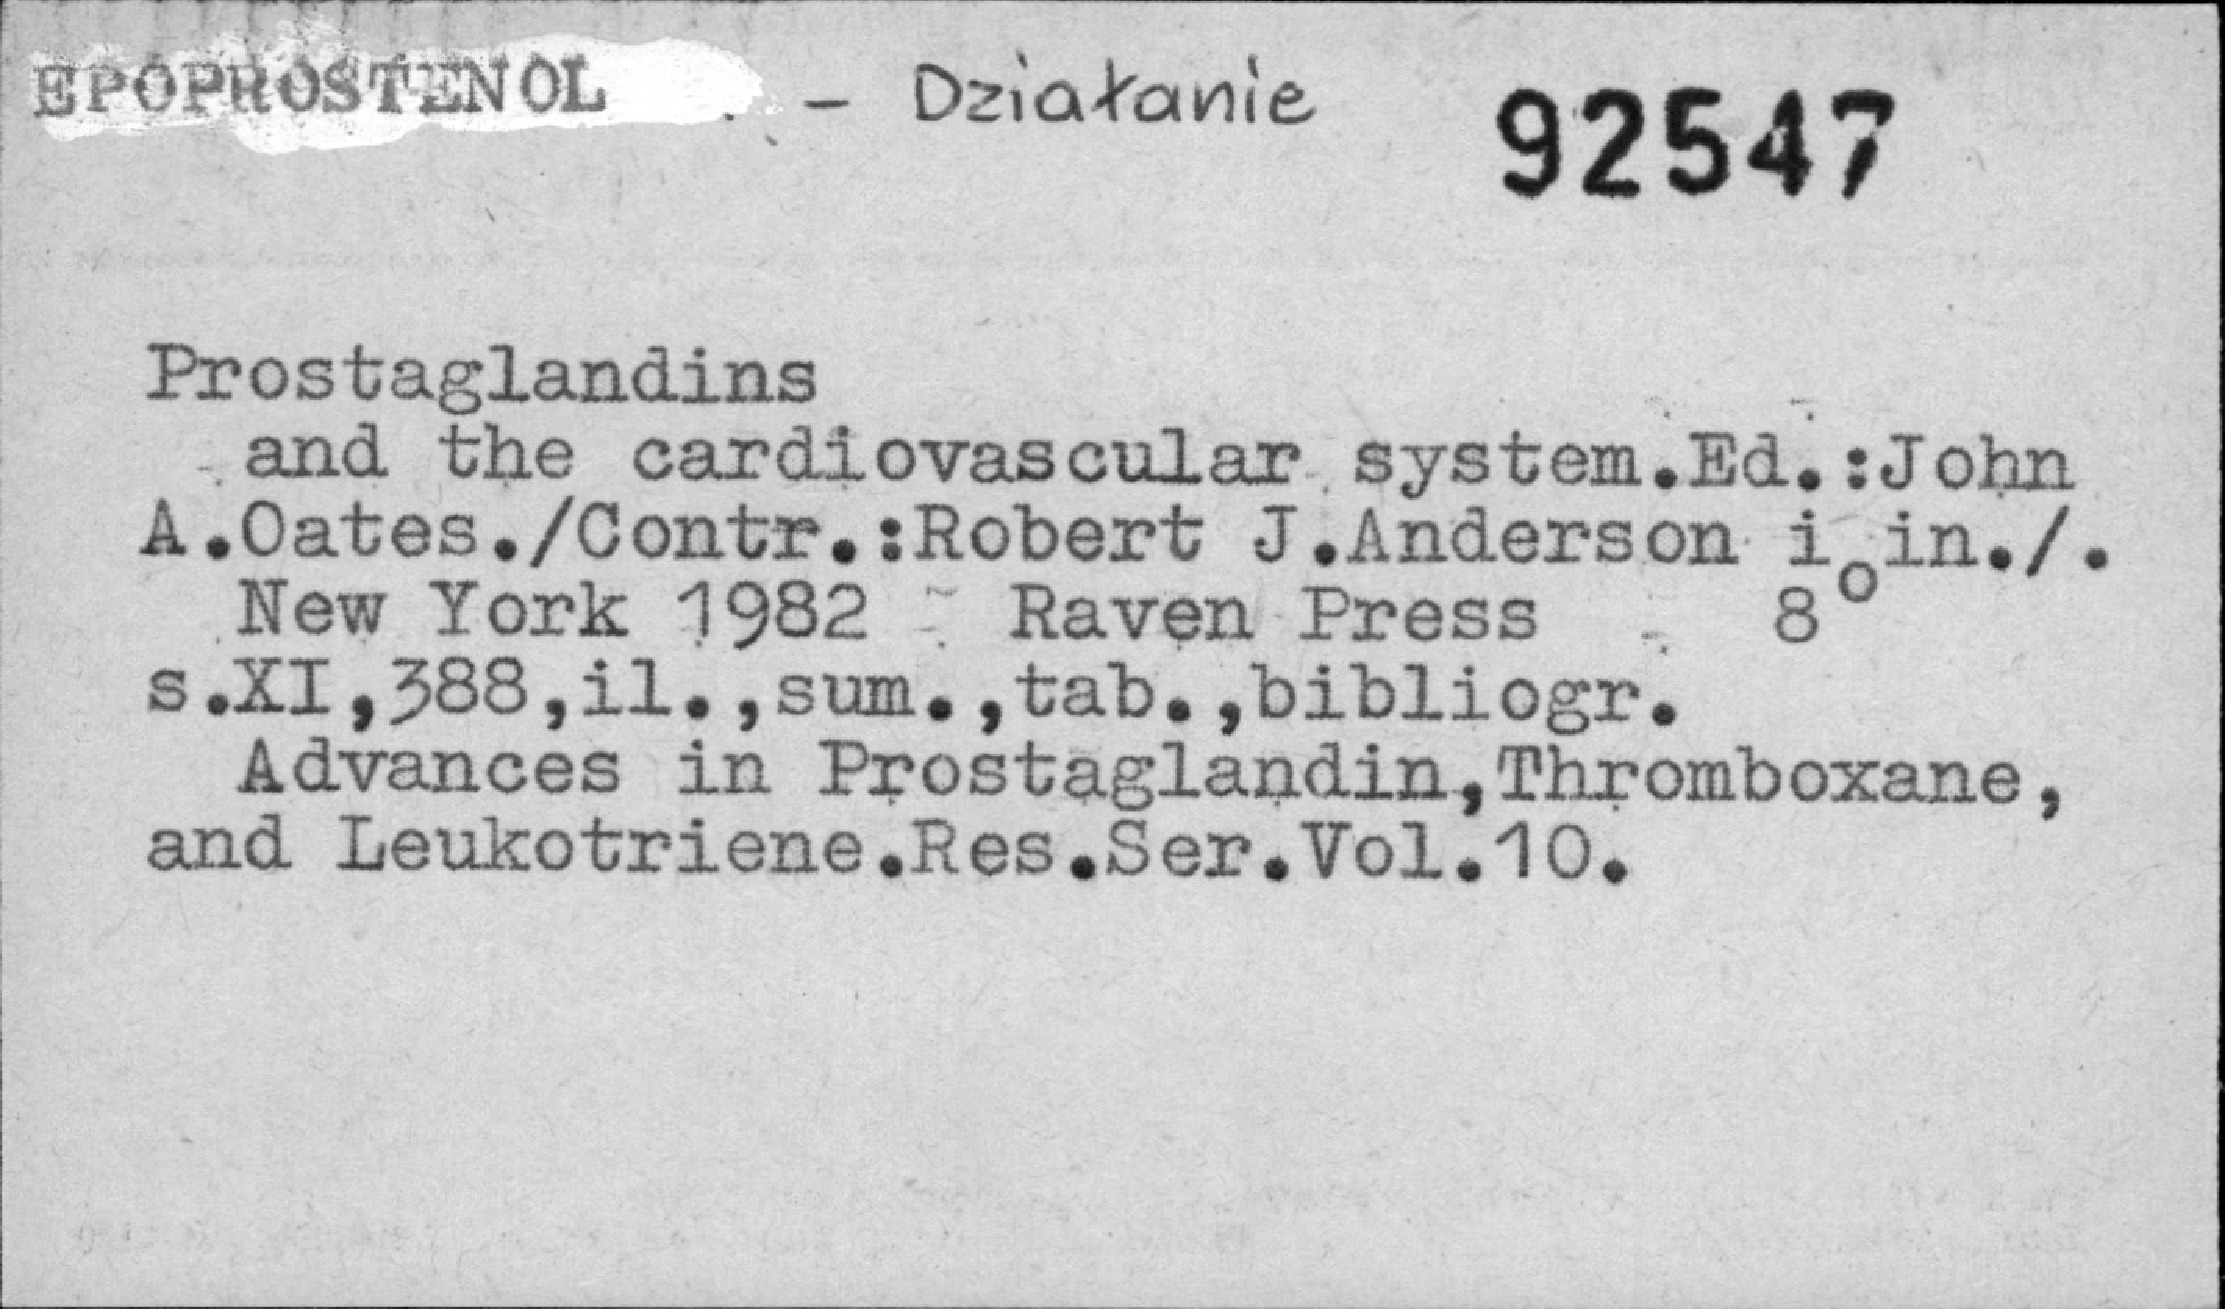 EPOPROSTENOL - Działanie 92547
Prostaglandins
and the cardiovascular system.Ed.:John
A.Oates./Contr.:Robert J.Anderson i in./.
New York 1982 Raven Press 8°
s.XI,388,il.,sum.,tab.,bibliogr.
Advances in Prostaglandin,Thromboxane,
and Leukotriene.Res.Ser.Vol.10.